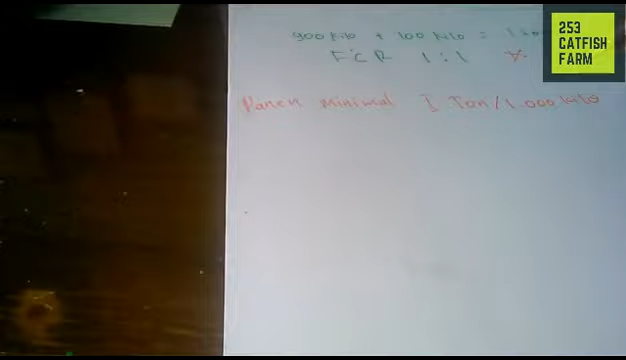 900 kilo + 100 kilo =
FCR 1:1
Panen minimal 1 Ton/1.000 kilo
253
CATFISH
FARM